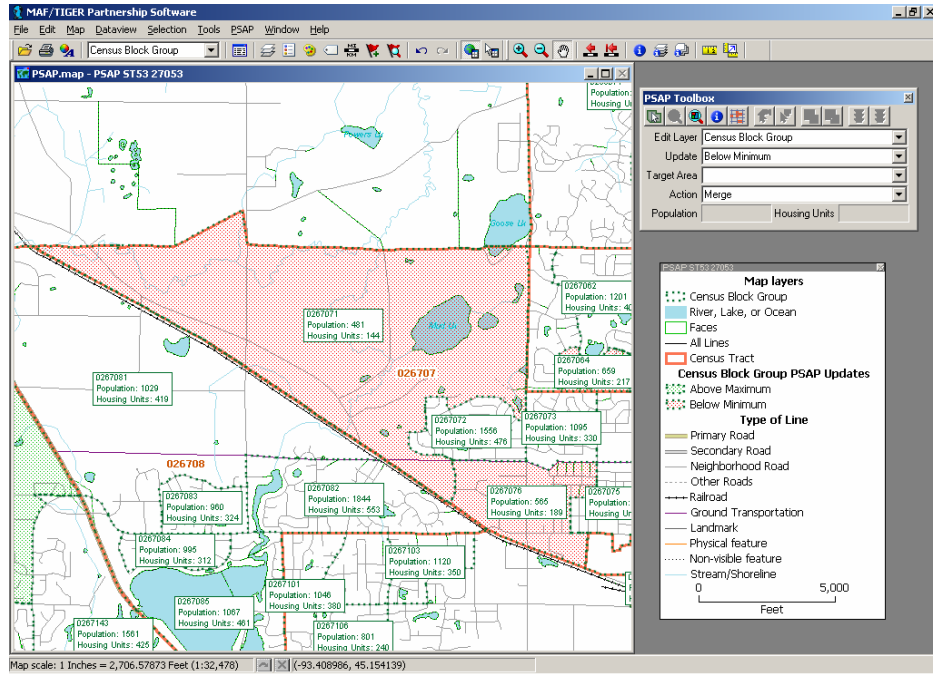 MAF/TIGER Partnership Software
File Edit Map Dataview Selection Tools PSAP Window Help
Census Block Group
PSAP.map - PSAP ST53 27053
Population:
Housing U
Powers L
Goose L
0267062
Population: 1201
Housing Units: 40
0267071
Population: 481
Housing Units: 144
0267064
Population: 659
Housing Units: 217
026707
0267081
Population: 1029
Housing Units: 419
0267072
Population: 1556
Housing Units: 476
0267073
Population: 1095
Housing Units: 330
026708
0267083
Population: 960
Housing Units: 324
0267082
Population: 1844
Housing Units: 553
0267076
Population: 565
Housing Units: 189
0267075
Population:
Housing Ur
0267084
Population: 995
Housing Units: 312
0267103
Population: 1120
Housing Units: 350
0267101
Population: 1046
Housing Units: 380
0267085
Population: 1067
Housing Units: 461
0267143
Population: 1561
Housing Units: 425
0267106
Population: 801
Housing Units: 240
PSAP Toolbox
Edit Layer Census Block Group
Update Below Minimum
Target Area
Action Merge
Population Housing Units
PSAP ST53 27053
Map layers
Census Block Group
River, Lake, or Ocean
Faces
All Lines
Census Tract
Census Block Group PSAP Updates
Above Maximum
Below Minimum
Type of Line
Primary Road
Secondary Road
Neighborhood Road
Other Roads
Railroad
Ground Transportation
Landmark
Physical feature
Non-visible feature
Stream/Shoreline
0 5,000
Feet
Map scale: 1 Inches = 2,706.57873 Feet (1:32,478) (-93.408986, 45.154139)